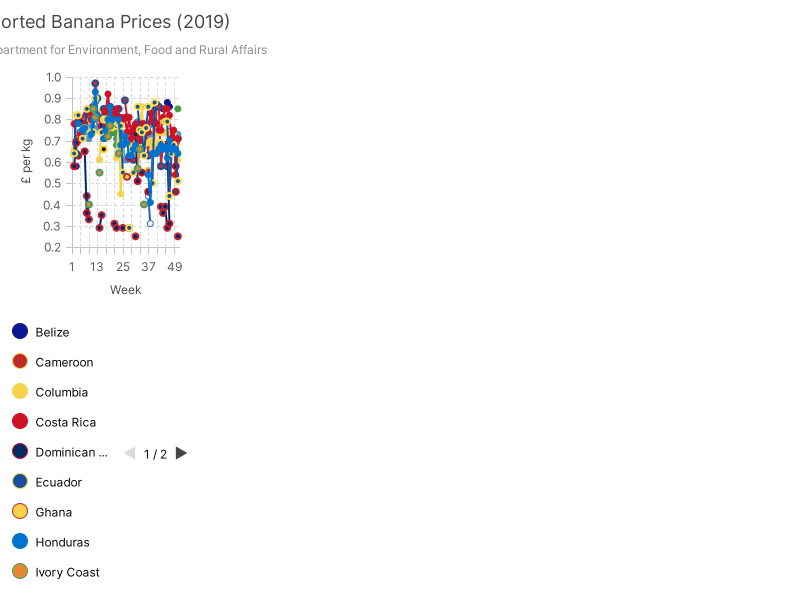 orted Banana Prices (2019)
partment for Environment, Food and Rural Affairs
1.0
0.9
0.8
0.7
0.6
0.5
0.4
0.3
0.2
£ per kg
1 13 25 37 49
Week
Belize
Cameroon
Columbia
Costa Rica
Dominican ...
1 / 2
Ecuador
Ghana
Honduras
Ivory Coast